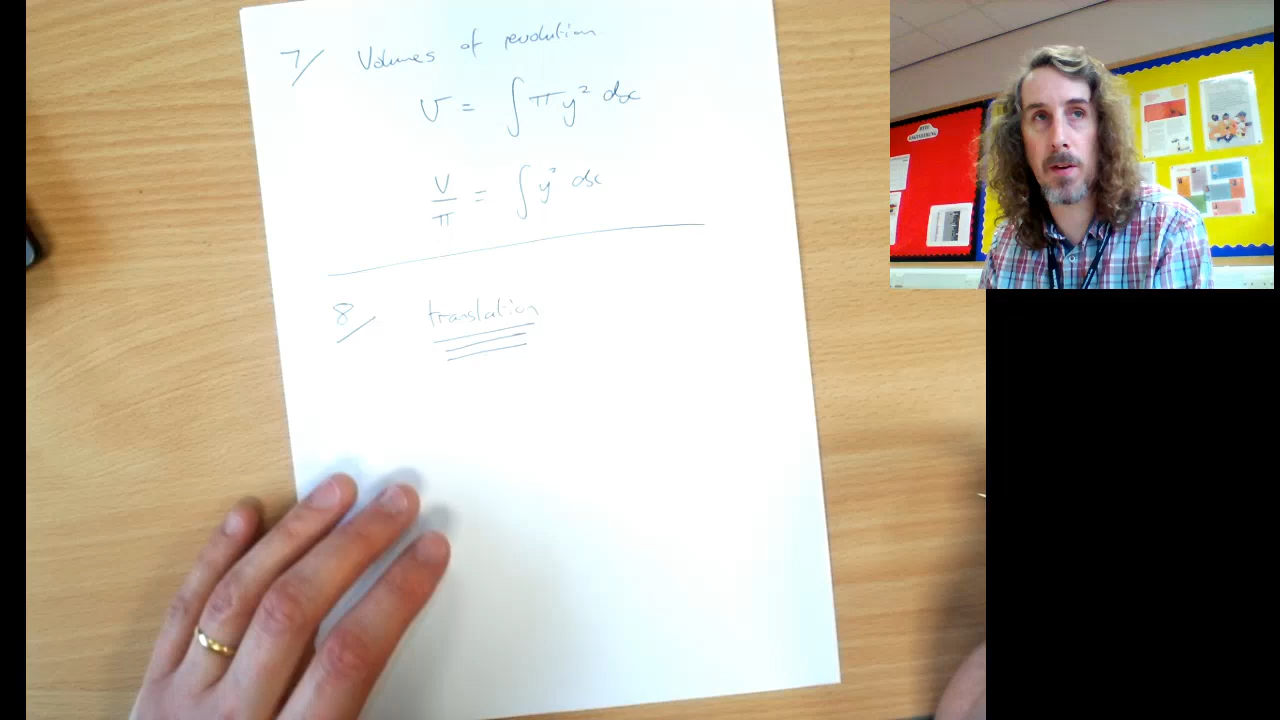 7/ Volumes of revolution
V = ∫ π y² dx
V/π = ∫ y² dx
8/ translation